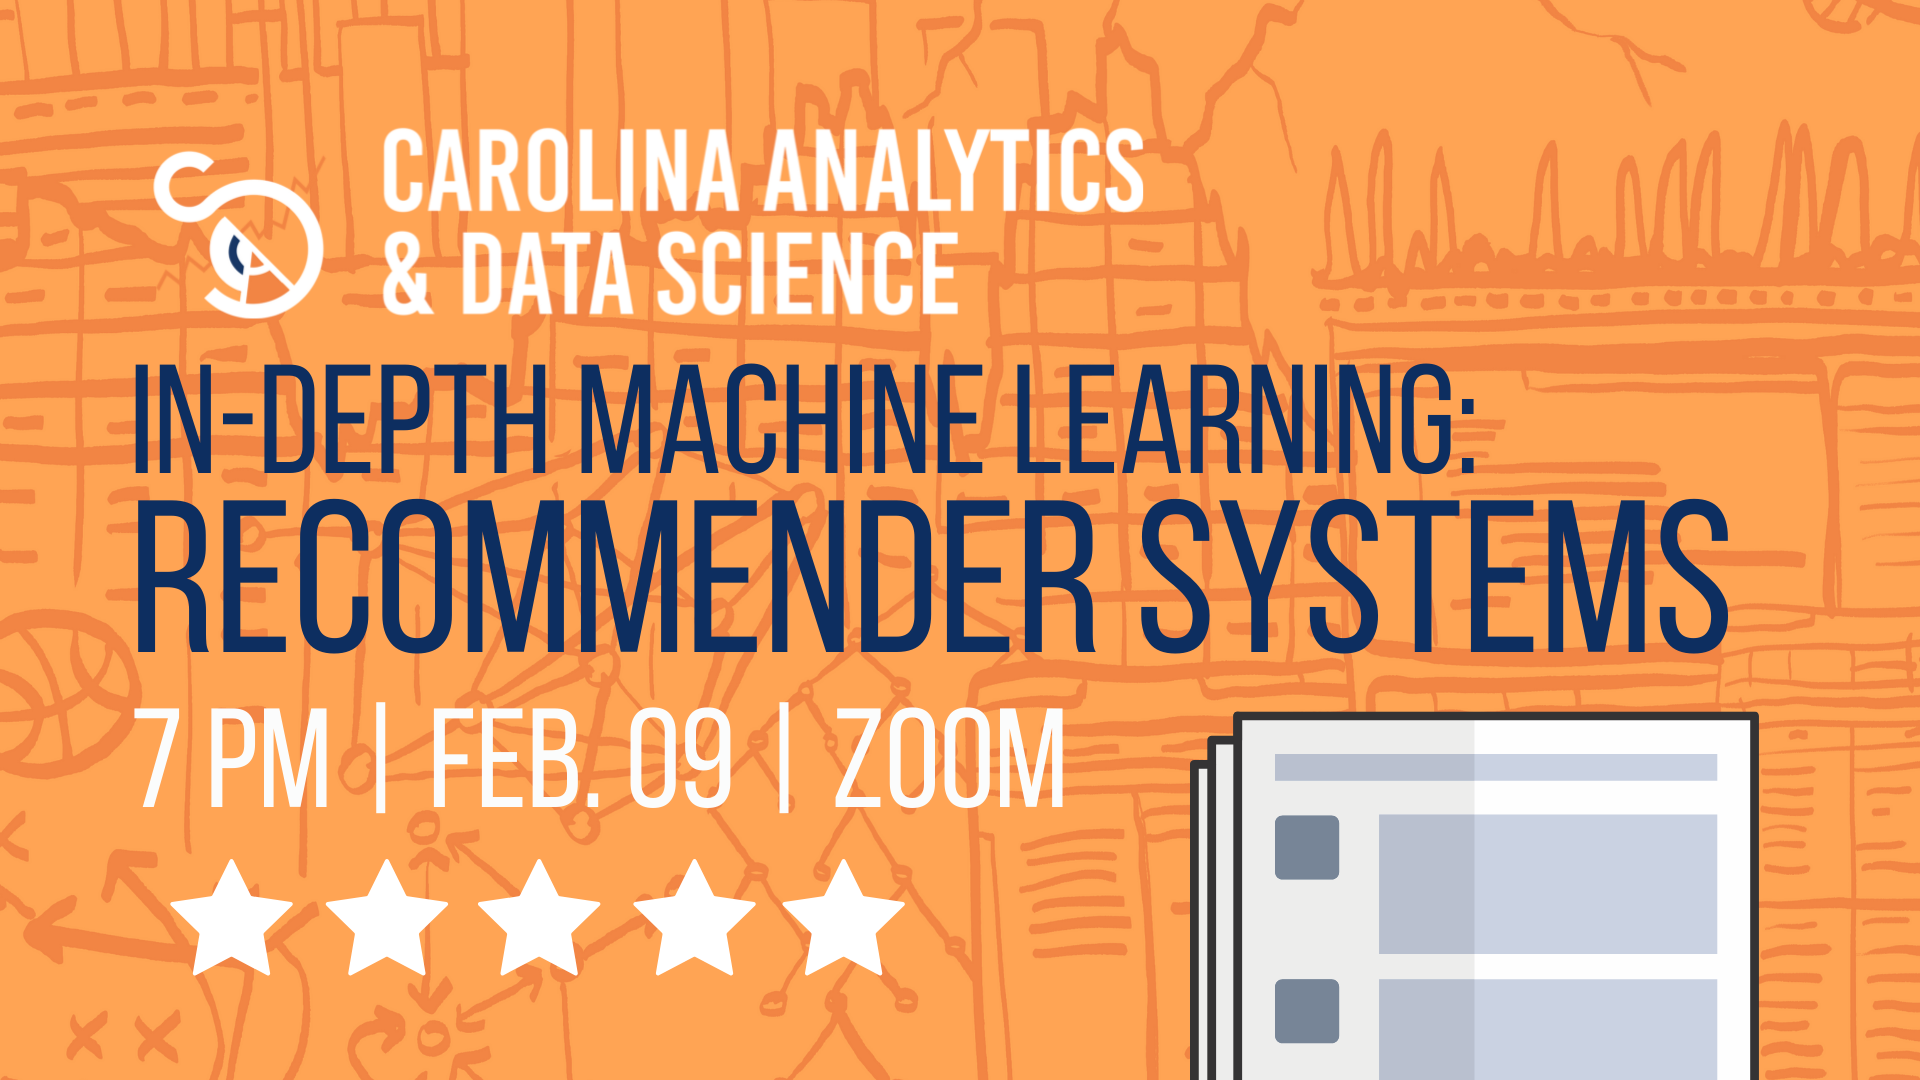 CAROLINA ANALYTICS
& DATA SCIENCE
IN-DEPTH MACHINE LEARNING:
RECOMMENDER SYSTEMS
7 PM | FEB. 09 | ZOOM